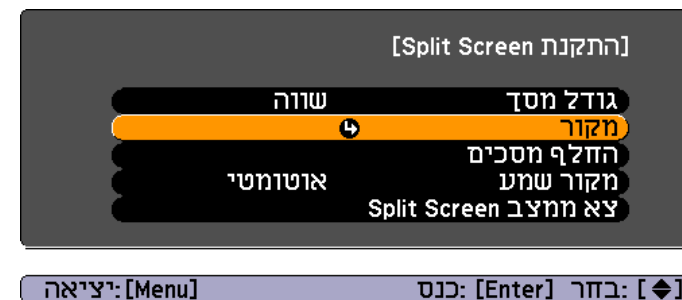 [התקנת Split Screen]
גודל מסך שווה
מקור
החלף מסכים
מקור שמע אוטומטי
צא ממצב Split Screen
[◆] :בחר [Enter] :כנס [Menu]:יציאה